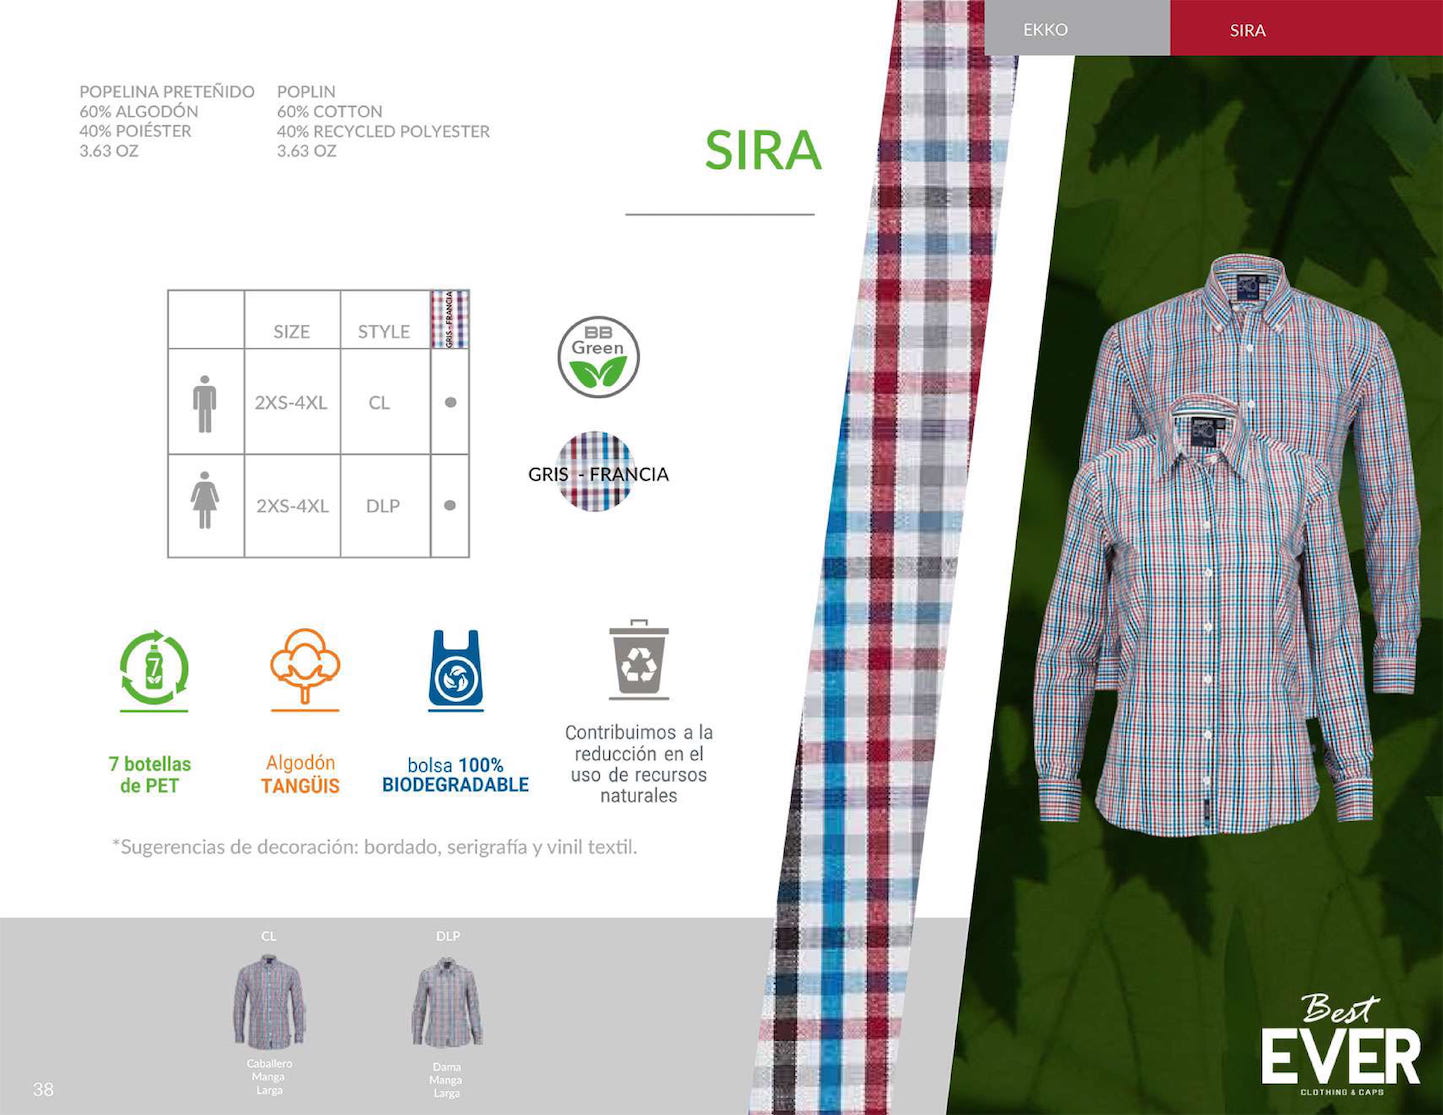 EKKO
SIRA
POPELINA PRETEÑIDO
60% ALGODÓN
40% POIÉSTER
3.63 OZ
POPLIN
60% COTTON
40% RECYCLED POLYESTER
3.63 OZ
SIRA
SIZE
STYLE
GRIS - FRANCIA
2XS-4XL
CL
2XS-4XL
DLP
BB
Green
GRIS - FRANCIA
7
7 botellas
de PET
Algodón
TANGÜIS
bolsa 100%
BIODEGRADABLE
Contribuimos a la
reducción en el
uso de recursos
naturales
*Sugerencias de decoración: bordado, serigrafía y vinil textil.
CL
Caballero
Manga
Larga
DLP
Dama
Manga
Larga
38
Best
EVER
CLOTHING & CAPS